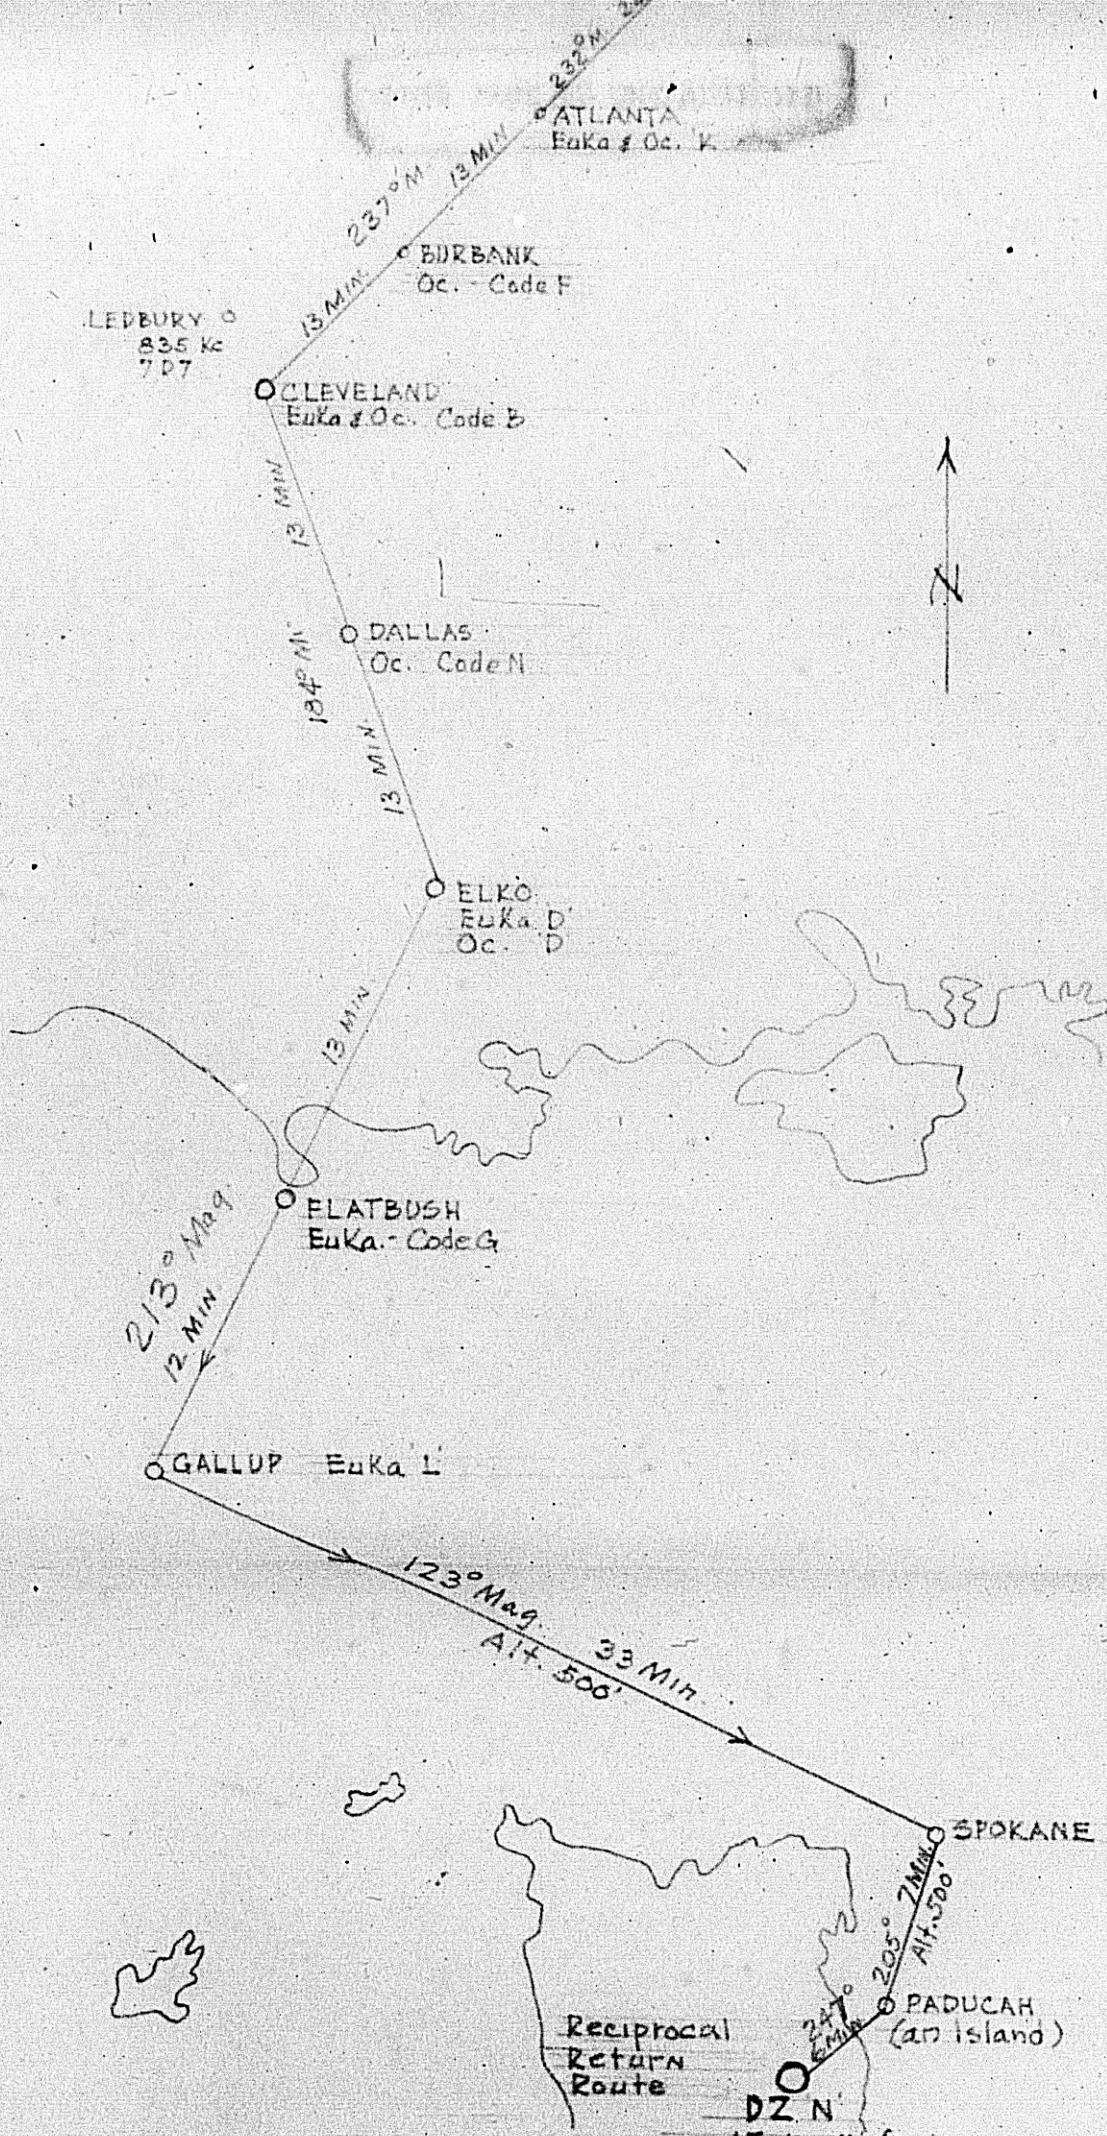 232°M
ATLANTA
EuKa & Oc. K
13 MIN
237°M
BURBANK
Oc. - Code F
13 MIN.
LEDBURY
835 Kc
7D7
CLEVELAND
EuKa & Oc. Code B
13 MIN
DALLAS
Oc. Code N
184° M
13 MIN.
ELKO
EuKa D
Oc. D
13 MIN
N
FLATBUSH
EuKa.- Code G
213° Mag
12 MIN
GALLUP EuKa L
123° Mag. 33 Min
Alt. 500'
SPOKANE
7 MIN.
205° Alt. 500'
PADUCAH
(an island)
247°
6 MIN
Reciprocal
Return
Route
DZ N